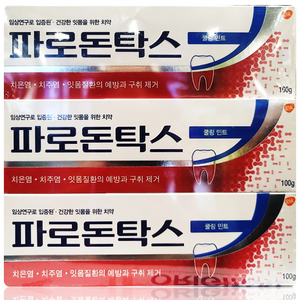 임상연구로 입증된 · 건강한 잇몸을 위한 치약
파로돈탁스
쿨링 민트
치은염 · 치주염 · 잇몸질환의 예방과 구취 제거
100g
임상연구로 입증된 · 건강한 잇몸을 위한 치약
파로돈탁스
쿨링 민트
치은염 · 치주염 · 잇몸질환의 예방과 구취 제거
100g
임상연구로 입증된 · 건강한 잇몸을 위한 치약
파로돈탁스
쿨링 민트
치은염 · 치주염 · 잇몸질환의 예방과 구취 제거
100g